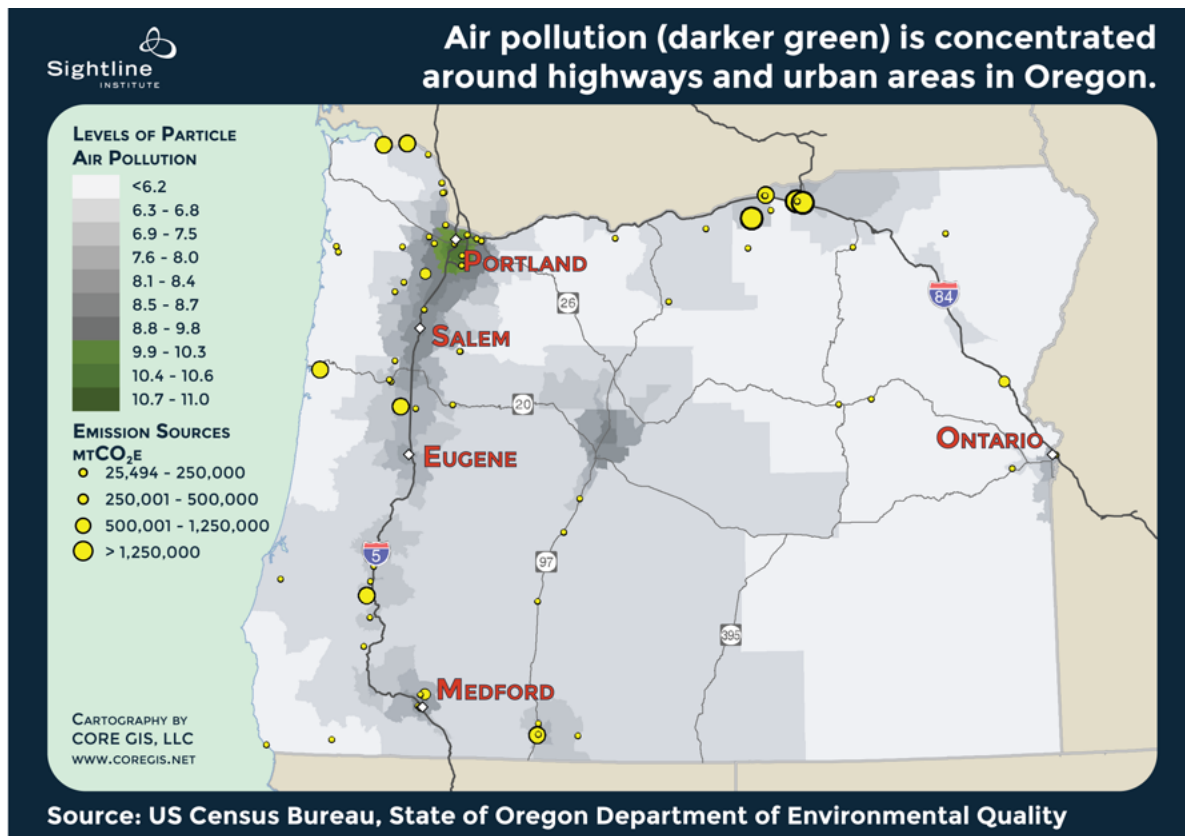 Sightline
INSTITUTE
Air pollution (darker green) is concentrated
around highways and urban areas in Oregon.
LEVELS OF PARTICLE
AIR POLLUTION
<6.2
6.3 - 6.8
6.9 - 7.5
7.6 - 8.0
8.1 - 8.4
8.5 - 8.7
8.8 - 9.8
9.9 - 10.3
10.4 - 10.6
10.7 - 11.0
EMISSION SOURCES
MTCO₂E
25,494 - 250,000
250,001 - 500,000
500,001 - 1,250,000
> 1,250,000
PORTLAND
26
84
SALEM
20
ONTARIO
EUGENE
5
97
395
MEDFORD
CARTOGRAPHY BY
CORE GIS, LLC
WWW.COREGIS.NET
Source: US Census Bureau, State of Oregon Department of Environmental Quality